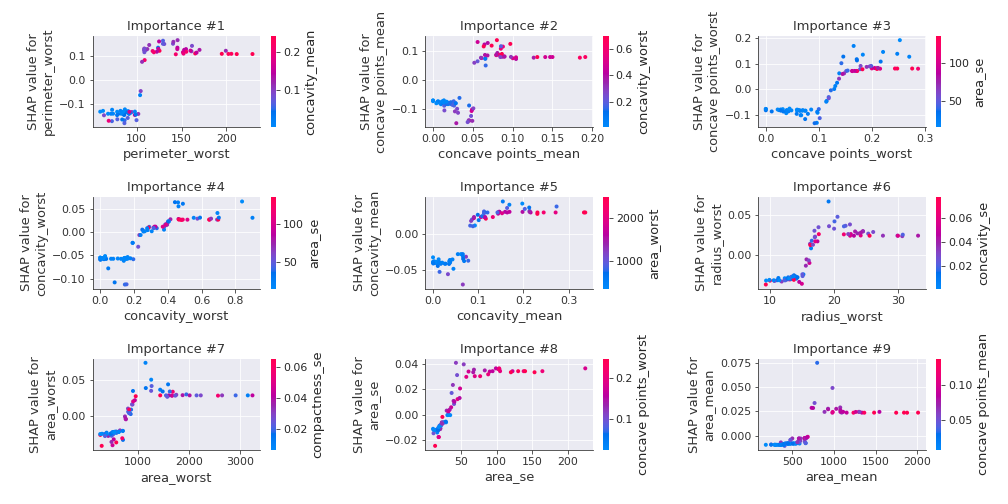 Importance #1
SHAP value for
perimeter_worst
0.1
0.0
−0.1
100
150
200
perimeter_worst
0.2
0.1
concavity_mean
Importance #2
SHAP value for
concave points_mean
0.1
0.0
−0.1
0.00
0.05
0.10
0.15
0.20
concave points_mean
0.6
0.4
0.2
concavity_worst
Importance #3
SHAP value for
concave points_worst
0.2
0.1
0.0
−0.1
0.0
0.1
0.2
0.3
concave points_worst
100
50
area_se
Importance #4
SHAP value for
concavity_worst
0.05
0.00
−0.05
−0.10
0.0
0.2
0.4
0.6
0.8
concavity_worst
100
50
area_se
Importance #5
SHAP value for
concavity_mean
0.00
−0.05
0.0
0.1
0.2
0.3
concavity_mean
2000
1000
area_worst
Importance #6
SHAP value for
radius_worst
0.05
0.00
10
20
30
radius_worst
0.06
0.04
0.02
concavity_se
Importance #7
SHAP value for
area_worst
0.05
0.00
1000
2000
3000
area_worst
0.06
0.04
0.02
compactness_se
Importance #8
SHAP value for
area_se
0.04
0.02
0.00
−0.02
50
100
150
200
area_se
0.2
0.1
concave points_worst
Importance #9
SHAP value for
area_mean
0.075
0.050
0.025
0.000
500
1000
1500
2000
area_mean
0.10
0.05
concave points_mean